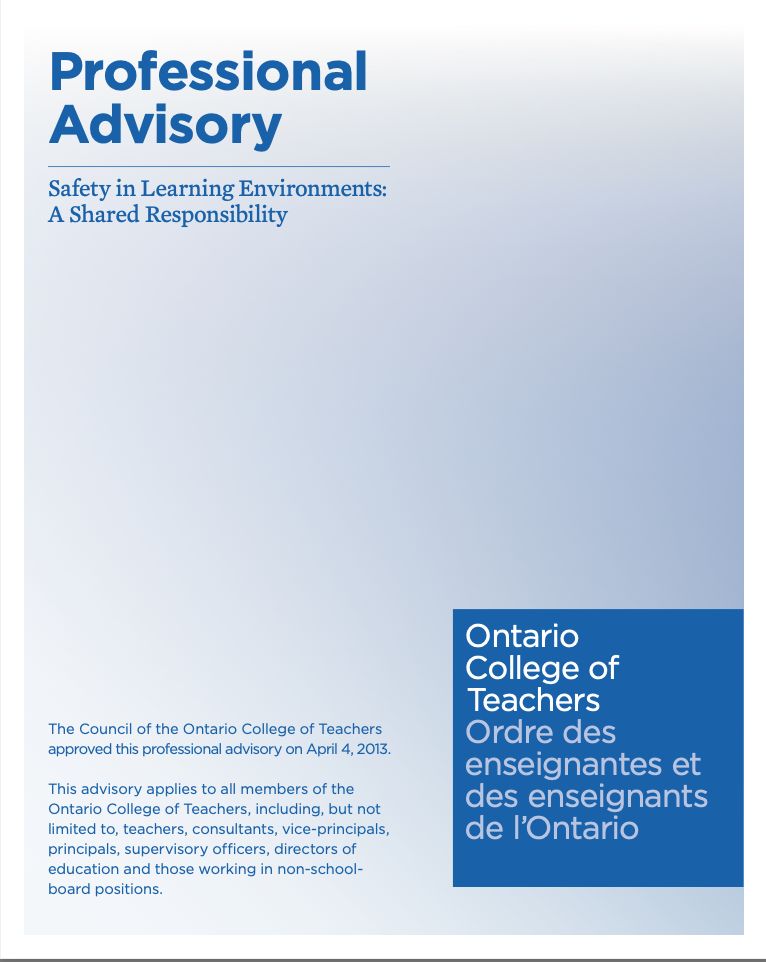 Professional
Advisory
Safety in Learning Environments:
A Shared Responsibility
The Council of the Ontario College of Teachers
approved this professional advisory on April 4, 2013.
This advisory applies to all members of the
Ontario College of Teachers, including, but not
limited to, teachers, consultants, vice-principals,
principals, supervisory officers, directors of
education and those working in non-school-
board positions.
Ontario
College of
Teachers
Ordre des
enseignantes et
des enseignants
de l’Ontario